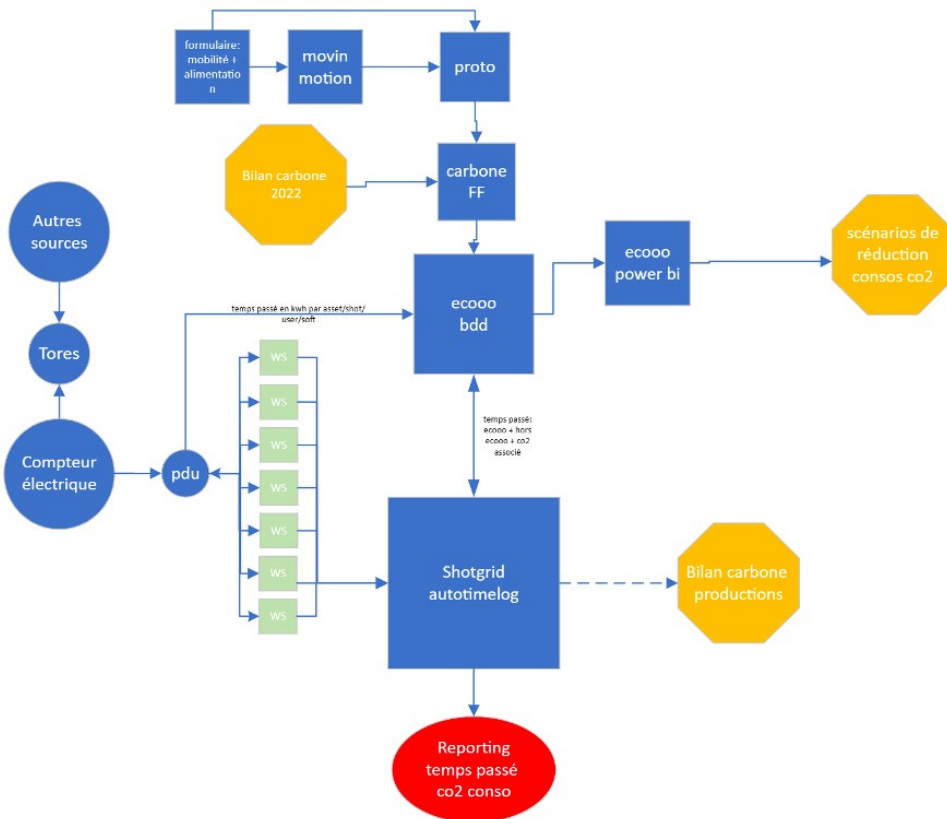 formulaire:
mobilité +
alimentatio
n
movin
motion
proto
Bilan carbone
2022
carbone
FF
Autres
sources
ecooo
power bi
scénarios de
réduction
consos co2
ecooo
bdd
temps passé en kwh par asset/shot/
user/soft
Tores
WS
WS
WS
WS
WS
WS
WS
temps passé:
ecooo + hors
ecooo + co2
associé
Compteur
électrique
pdu
Shotgrid
autotimelog
Bilan carbone
productions
Reporting
temps passé
co2 conso